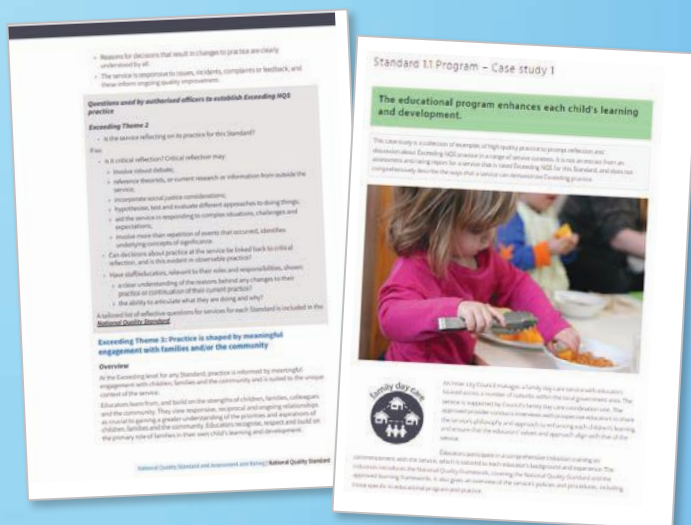 ◦ Reasons for decisions that result in changes to practice are clearly
understood by all.
◦ The service is responsive to issues, incidents, complaints or feedback, and
these inform ongoing quality improvement.
Questions used by authorised officers to establish Exceeding NQS
practice
Exceeding Theme 2
◦ Is the service reflecting on its practice for this Standard?
If so:
◦ Is it critical reflection? Critical reflection may:
◦ involve robust debate;
◦ reference theorists, or current research or information from outside the
service;
◦ incorporate social justice considerations;
◦ hypothesise, test and evaluate different approaches to doing things;
◦ aid the service in responding to complex situations, challenges and
expectations;
◦ involve more than repetition of events that occurred, identifies
underlying concepts of significance.
◦ Can decisions about practice at the service be linked back to critical
reflection, and is this evident in observable practice?
◦ Have staff/educators, relevant to their roles and responsibilities, shown:
◦ a clear understanding of the reasons behind any changes to their
practice or continuation of their current practice?
◦ the ability to articulate what they are doing and why?
A tailored list of reflective questions for services for each Standard is included in the
National Quality Standard.
Exceeding Theme 3: Practice is shaped by meaningful
engagement with families and/or the community
Overview
At the Exceeding level for any Standard, practice is informed by meaningful
engagement with children, families and the community and is suited to the unique
context of the service.
Educators learn from, and build on the strengths of children, families, colleagues
and the community. They view responsive, reciprocal and ongoing relationships
as crucial to gaining a greater understanding of the priorities and aspirations of
children, families and the community. Educators recognise, respect and build on
the primary role of families in their own child's learning and development.
National Quality Standard and Assessment and Rating | National Quality Standard
Standard 1.1 Program – Case study 1
The educational program enhances each child's learning
and development.
This case study is a collection of examples of high quality practice to prompt reflection and
discussion about Exceeding NQS practice in a range of service contexts. It is not an extract from an
assessment and rating report for a service that is rated Exceeding NQS for this Standard, and does not
comprehensively describe the ways that a service can demonstrate Exceeding practice.
family day care
An inner city Council manages a family day care service with educators
located across a number of suburbs within the local government area. The
service is supported by Council's family day care coordination unit. The
approved provider conducts interviews with prospective educators to share
the service's philosophy and approach to enhancing each children's learning
and ensure that the educators' values and approach align with that of the
service.
Educators participate in a comprehensive induction training on
commencement with the service, which is tailored to each educator's background and experience. The
induction introduces the National Quality Framework, covering the National Quality Standard and the
approved learning frameworks. It also gives an overview of the service's policies and procedures, including
those specific to educational program and practice.